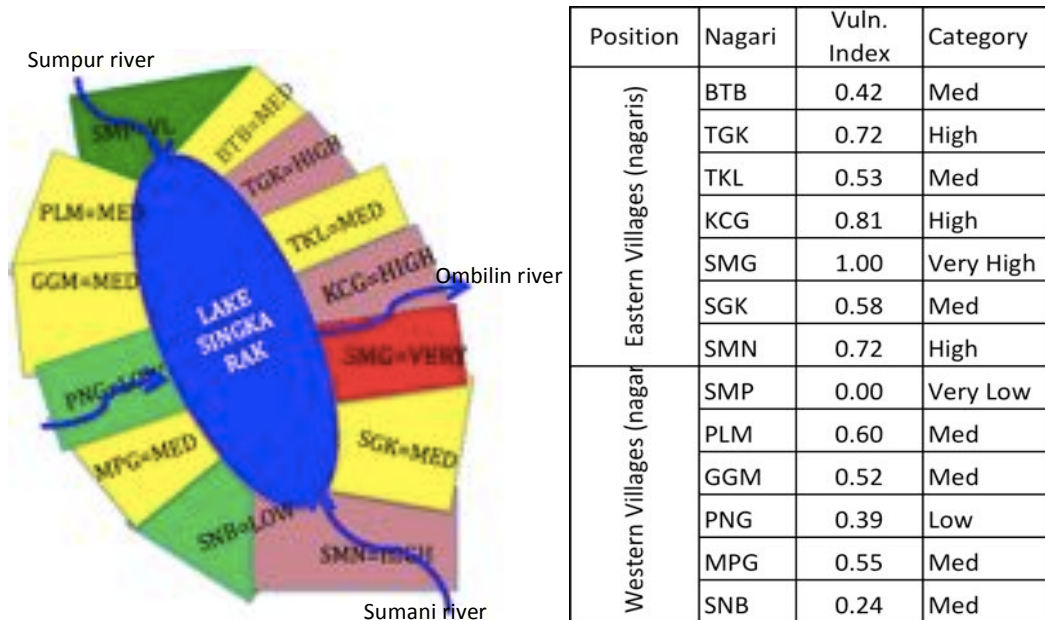 Sumpur river
SMP=VL
BTB=MED
TGK=HIGH
PLM=MED
TKL=MED
GGM=MED
KCG=HIGH
Ombilin river
LAKE
SINGKA
RAK
SMG=VERY
PNG=LOW
MPG=MED
SGK=MED
SNB=LOW
SMN=HIGH
Sumani river
Position Nagari Vuln. Index Category
Eastern Villages (nagaris)
BTB 0.42 Med
TGK 0.72 High
TKL 0.53 Med
KCG 0.81 High
SMG 1.00 Very High
SGK 0.58 Med
SMN 0.72 High
Western Villages (nagar
SMP 0.00 Very Low
PLM 0.60 Med
GGM 0.52 Med
PNG 0.39 Low
MPG 0.55 Med
SNB 0.24 Med